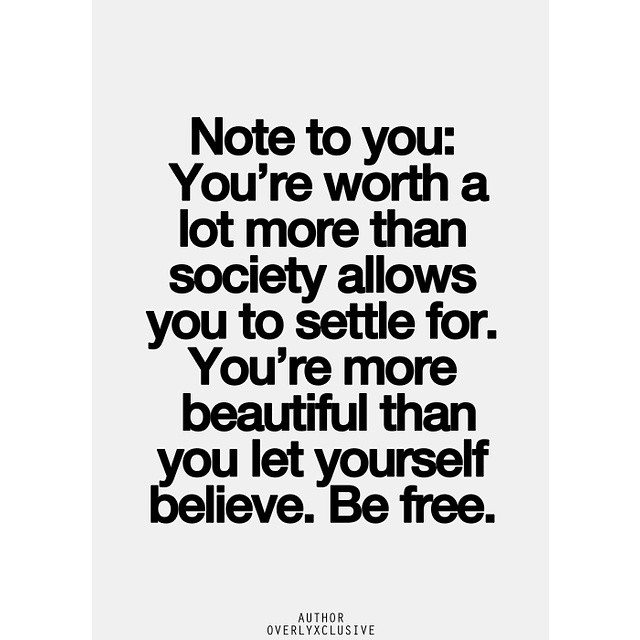 Note to you:
You’re worth a
lot more than
society allows
you to settle for.
You’re more
beautiful than
you let yourself
believe. Be free.
AUTHOR
OVERLYXCLUSIVE